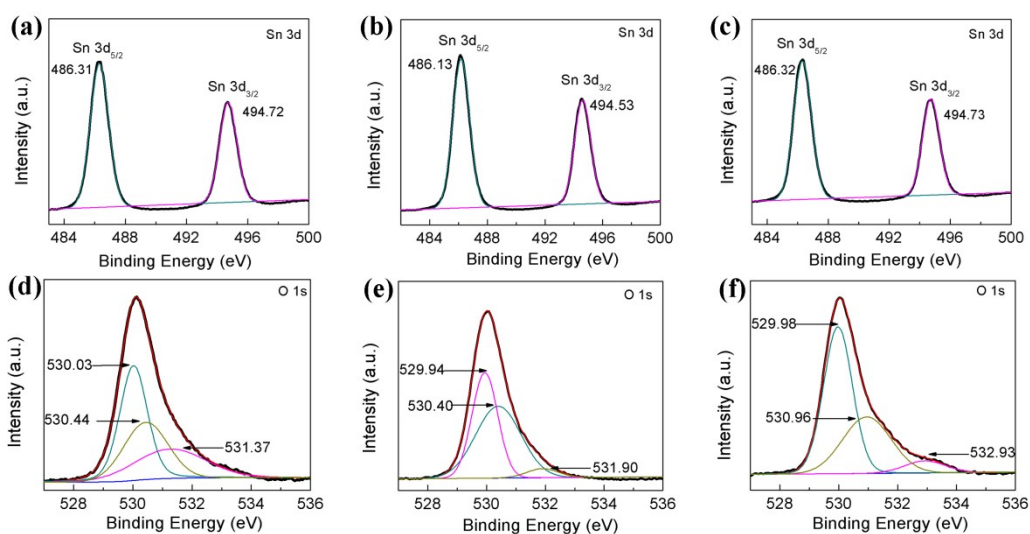 (a)
Sn 3d
Sn 3d5/2
486.31
Sn 3d3/2
494.72
Intensity (a.u.)
484 488 492 496 500
Binding Energy (eV)
(b)
Sn 3d
Sn 3d5/2
486.13
Sn 3d3/2
494.53
Intensity (a.u.)
484 488 492 496 500
Binding Energy (eV)
(c)
Sn 3d
Sn 3d5/2
486.32
Sn 3d3/2
494.73
Intensity (a.u.)
484 488 492 496 500
Binding Energy (eV)
(d)
O 1s
530.03
530.44
531.37
Intensity (a.u.)
528 530 532 534 536
Binding Energy (eV)
(e)
O 1s
529.94
530.40
531.90
Intensity (a.u.)
528 530 532 534 536
Binding Energy (eV)
(f)
O 1s
529.98
530.96
532.93
Intensity (a.u.)
528 530 532 534 536
Binding Energy (eV)